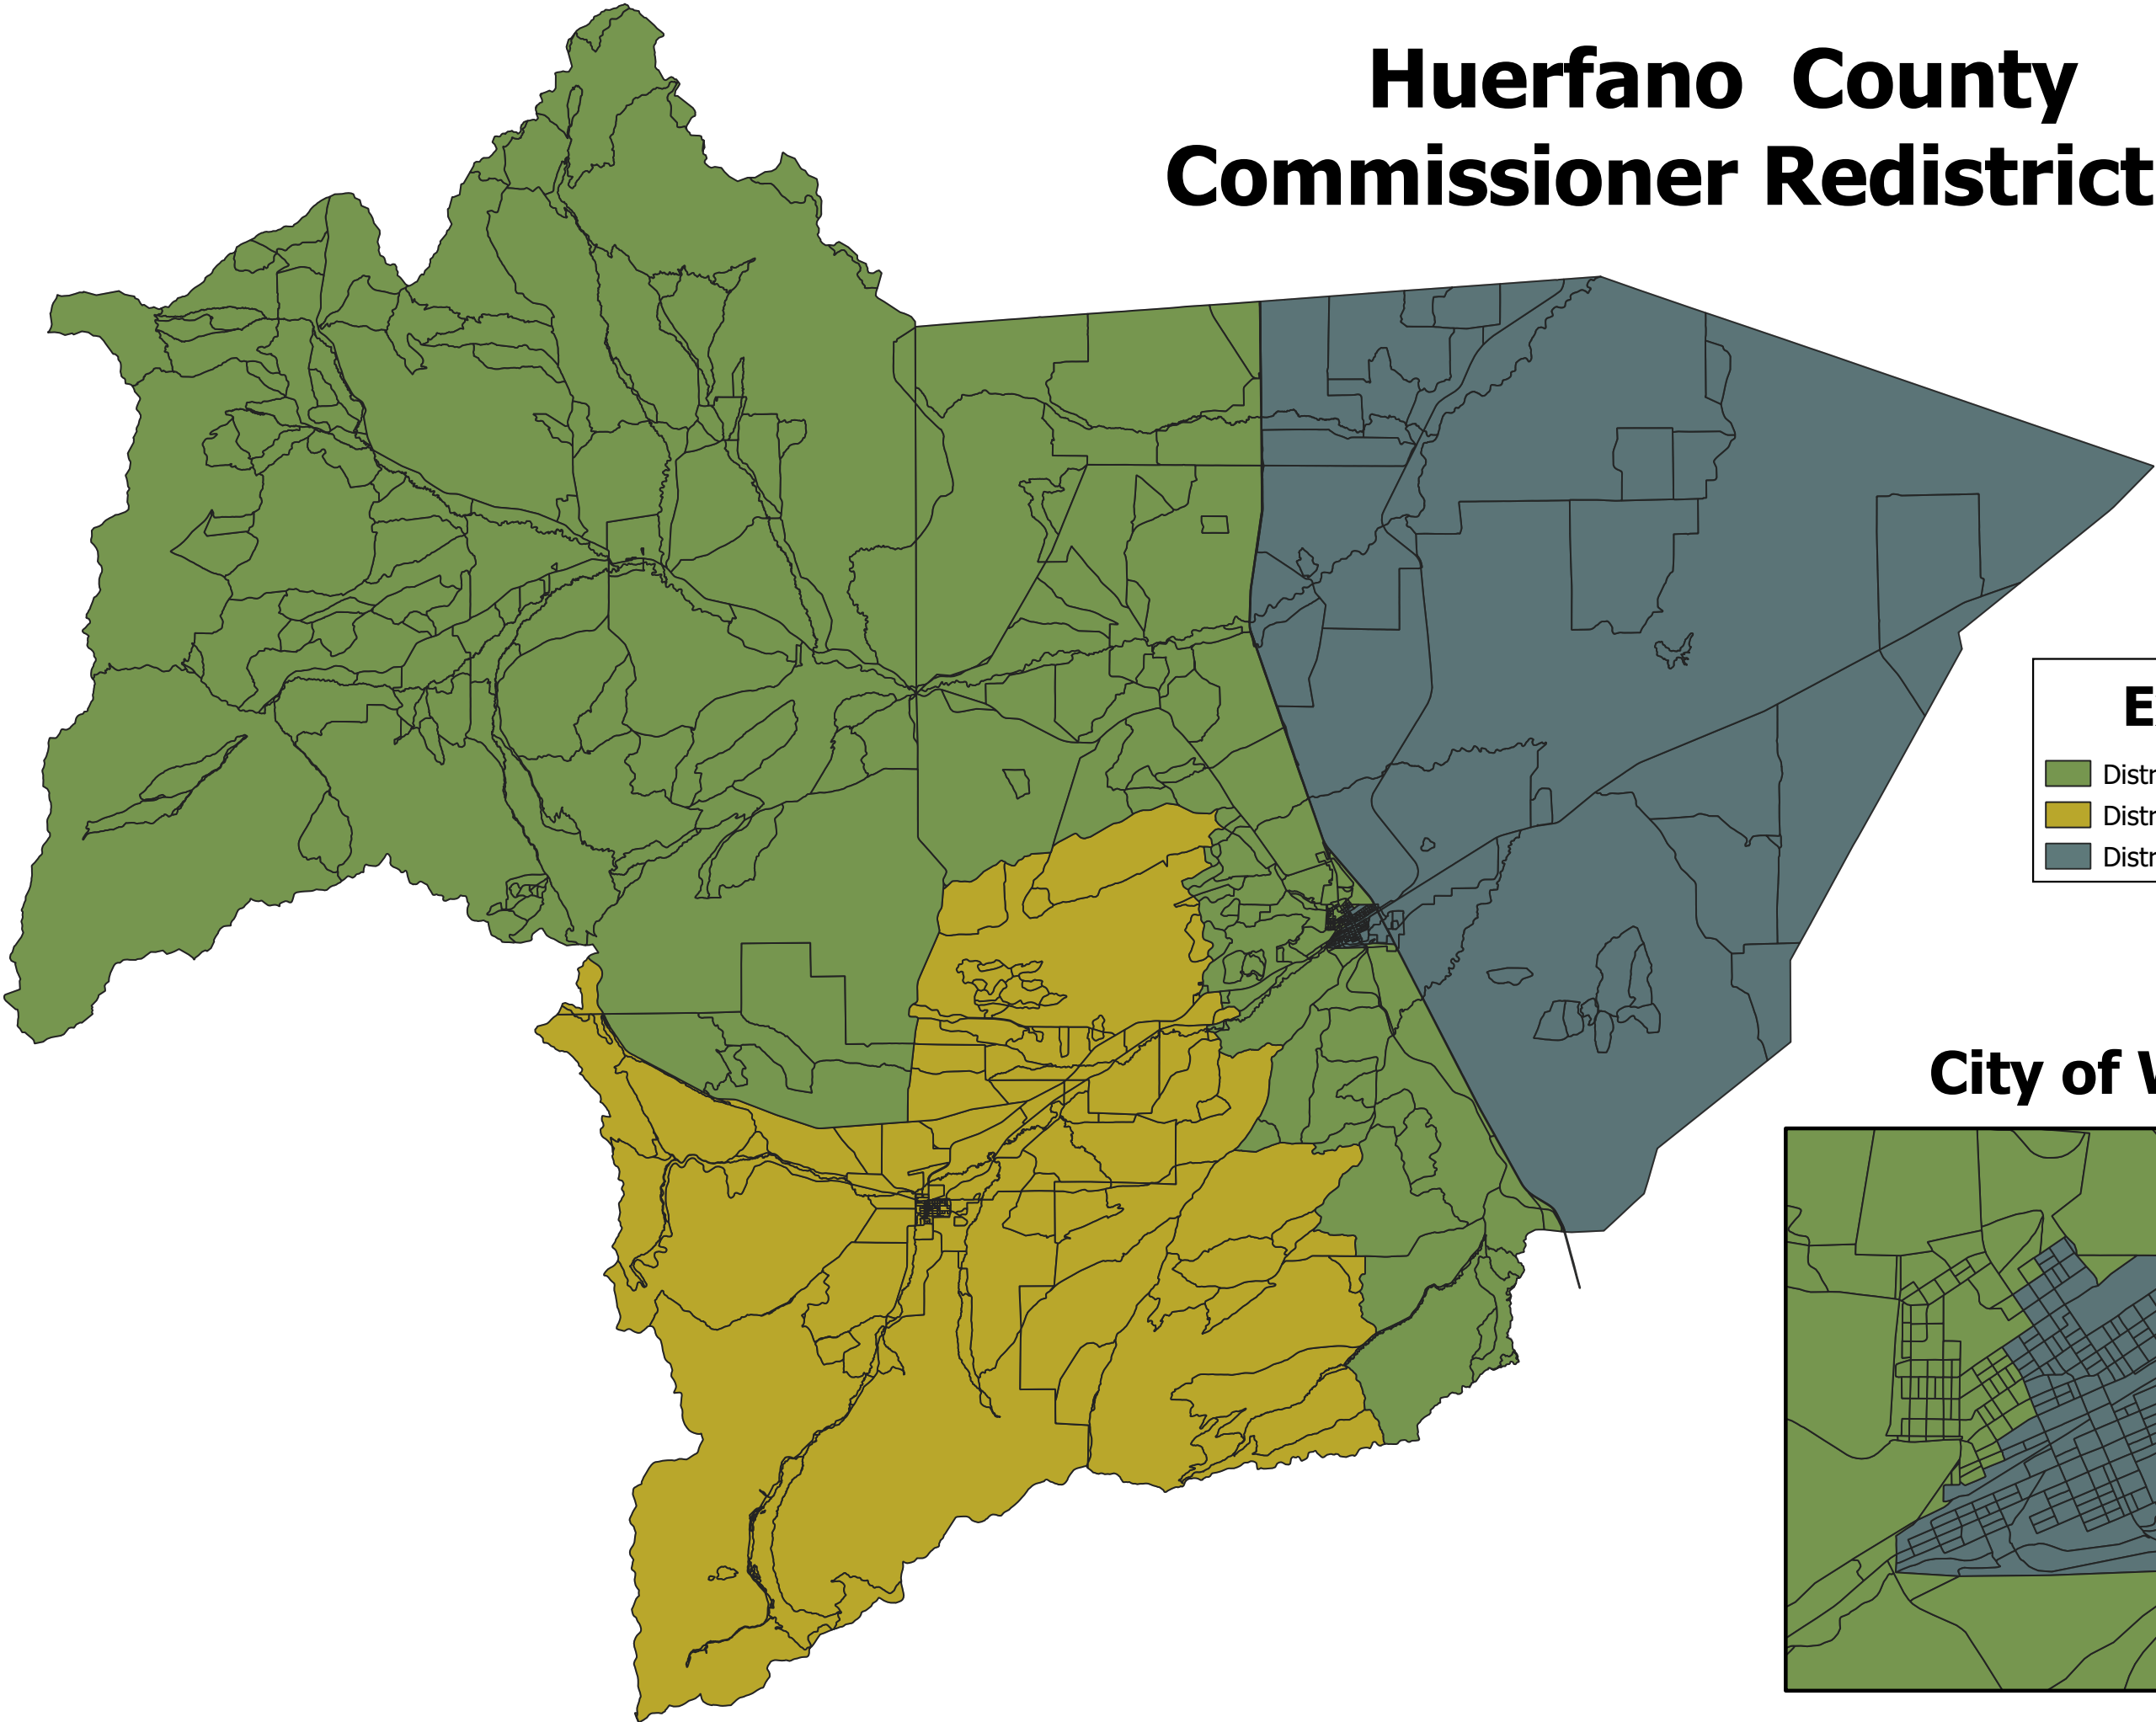 Huerfano County
Commissioner Redistrict
E
Distr
Distr
Distr
City of